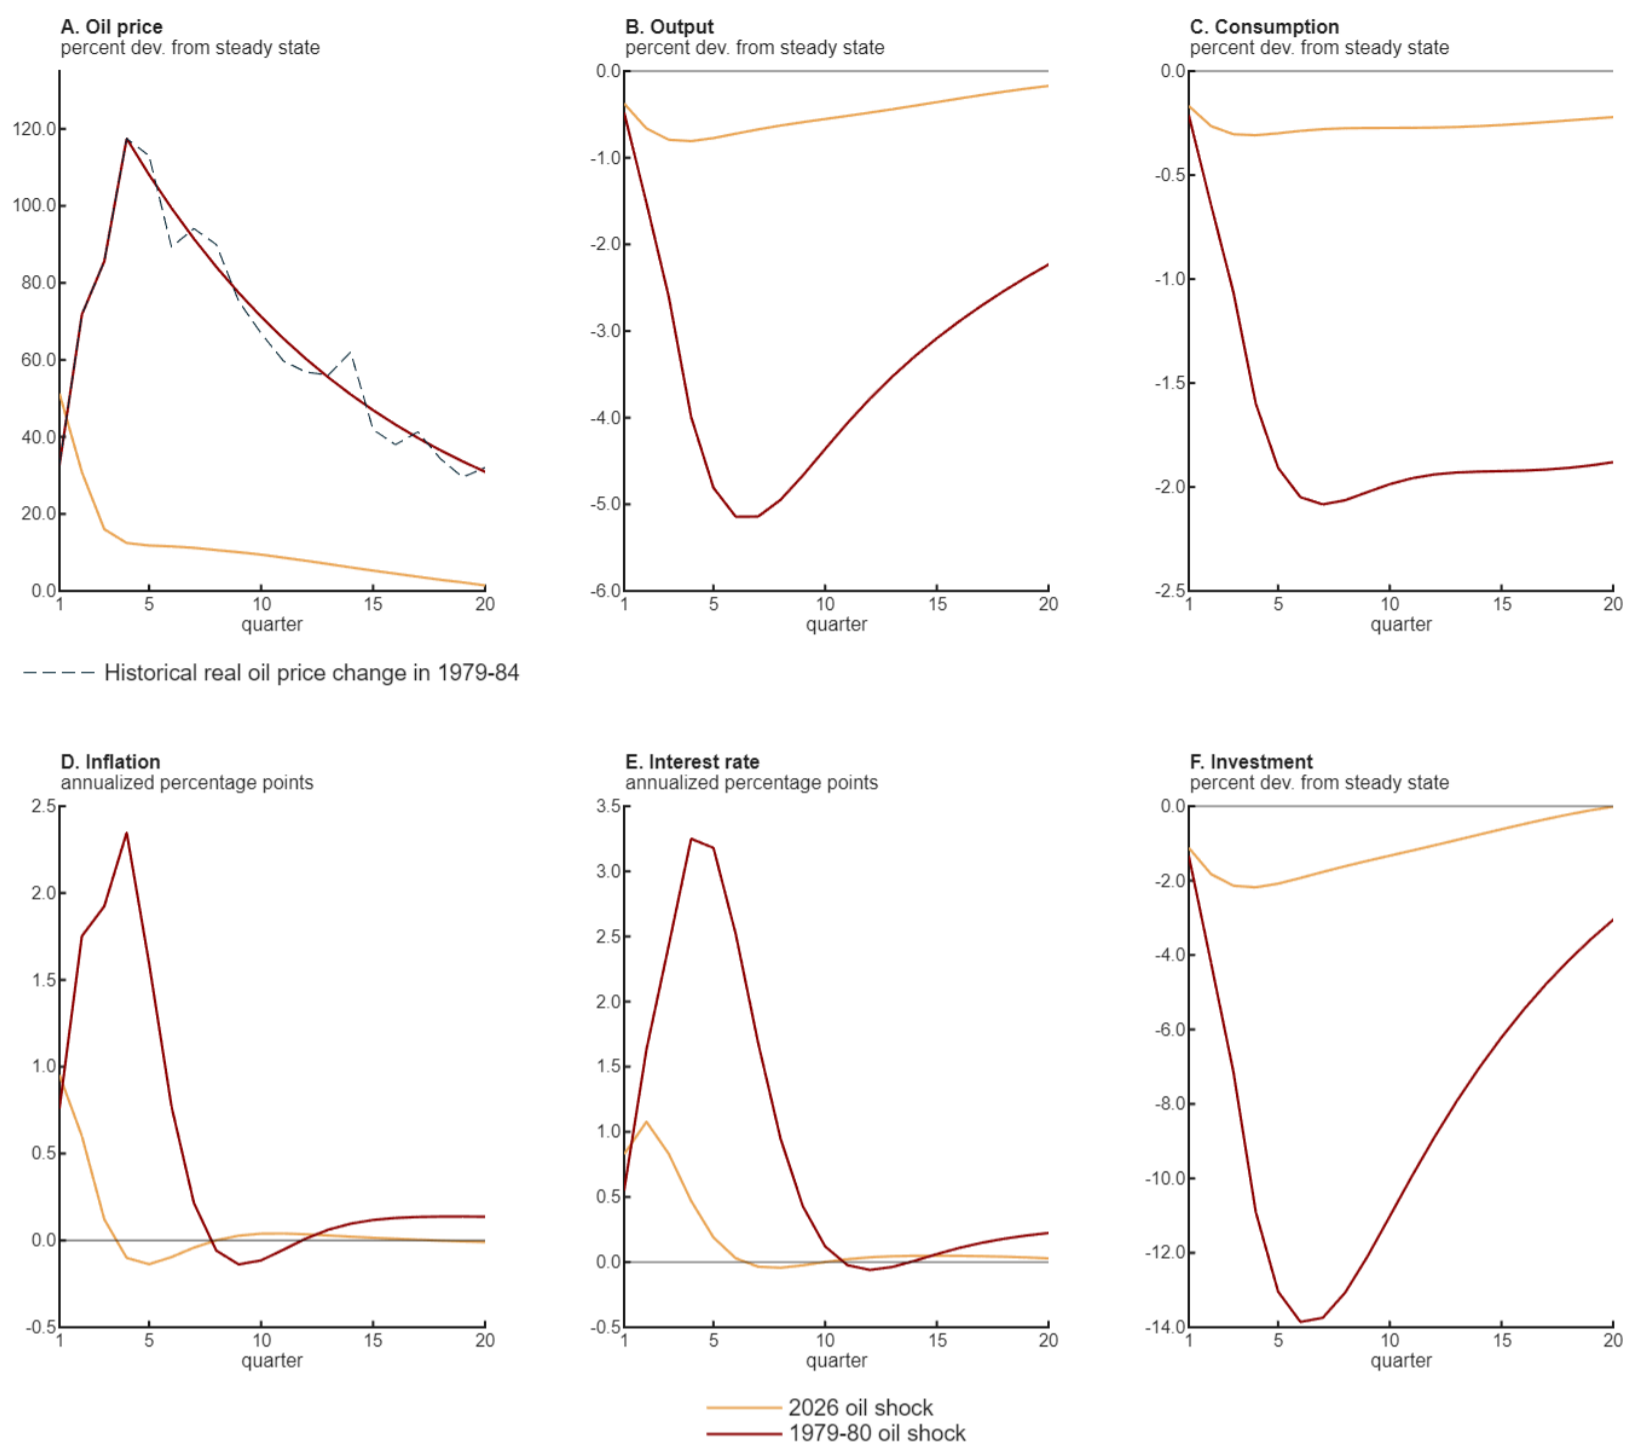 A. Oil price
percent dev. from steady state
120.0
100.0
80.0
60.0
40.0
20.0
0.0
1 5 10 15 20
quarter
B. Output
percent dev. from steady state
0.0
-1.0
-2.0
-3.0
-4.0
-5.0
-6.0
1 5 10 15 20
quarter
C. Consumption
percent dev. from steady state
0.0
-0.5
-1.0
-1.5
-2.0
-2.5
1 5 10 15 20
quarter
Historical real oil price change in 1979-84
D. Inflation
annualized percentage points
2.5
2.0
1.5
1.0
0.5
0.0
-0.5
1 5 10 15 20
quarter
E. Interest rate
annualized percentage points
3.5
3.0
2.5
2.0
1.5
1.0
0.5
0.0
-0.5
1 5 10 15 20
quarter
F. Investment
percent dev. from steady state
0.0
-2.0
-4.0
-6.0
-8.0
-10.0
-12.0
-14.0
1 5 10 15 20
quarter
2026 oil shock
1979-80 oil shock